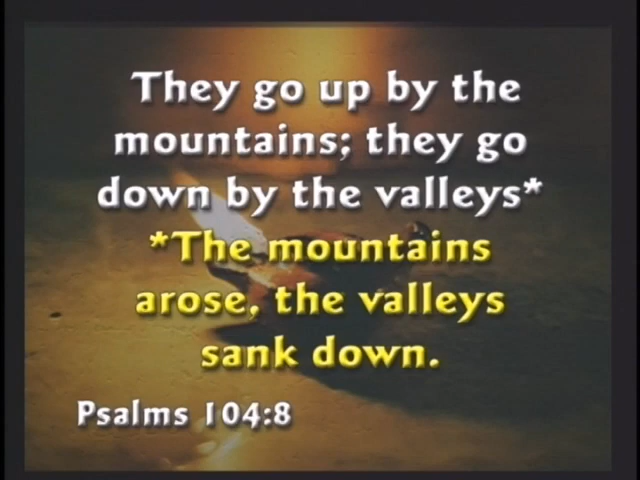 They go up by the
mountains; they go
down by the valleys*
*The mountains
arose, the valleys
sank down.
Psalms 104:8